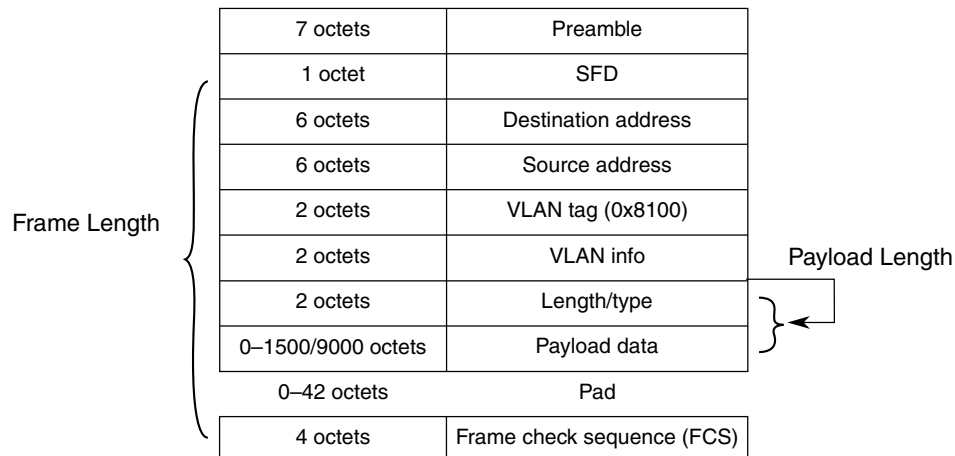 7 octets Preamble
1 octet SFD
6 octets Destination address
6 octets Source address
2 octets VLAN tag (0x8100)
Frame Length
2 octets VLAN info
Payload Length
2 octets Length/type
0–1500/9000 octets Payload data
0–42 octets Pad
4 octets Frame check sequence (FCS)